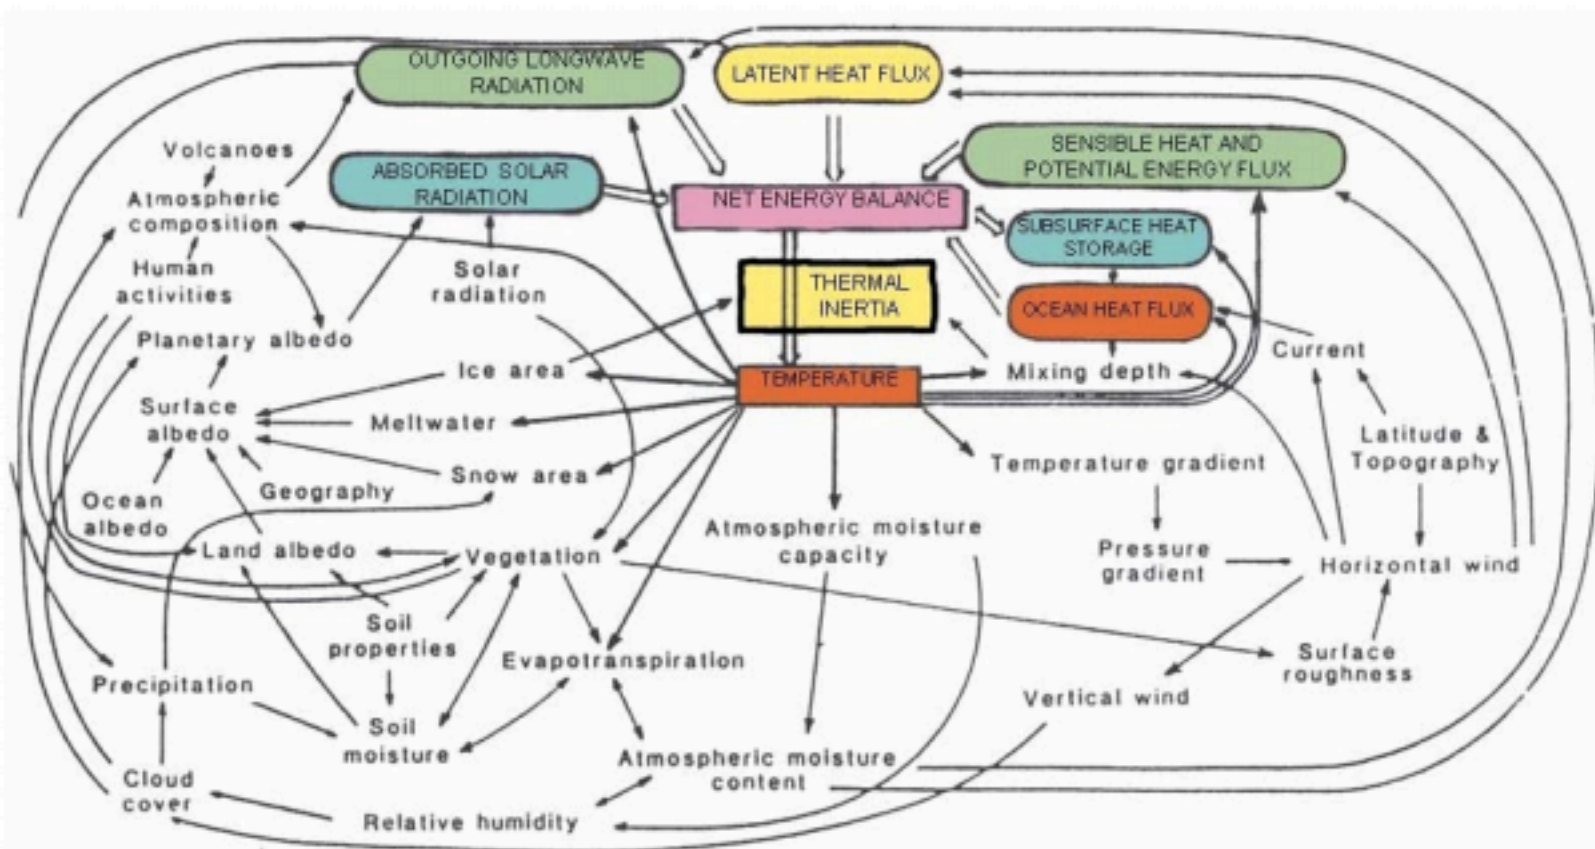 OUTGOING LONGWAVE
RADIATION
LATENT HEAT FLUX
SENSIBLE HEAT AND
POTENTIAL ENERGY FLUX
Volcanoes
ABSORBED SOLAR
RADIATION
Atmospheric
composition
NET ENERGY BALANCE
SUBSURFACE HEAT
STORAGE
Human
activities
Solar
radiation
THERMAL
INERTIA
OCEAN HEAT FLUX
Planetary albedo
Current
Ice area
TEMPERATURE
Mixing depth
Surface
albedo
Meltwater
Latitude &
Topography
Snow area
Temperature gradient
Geography
Ocean
albedo
Atmospheric moisture
capacity
Land albedo
Vegetation
Pressure
gradient
Horizontal wind
Soil
properties
Evapotranspiration
Surface
roughness
Precipitation
Vertical wind
Soil
moisture
Atmospheric moisture
content
Cloud
cover
Relative humidity